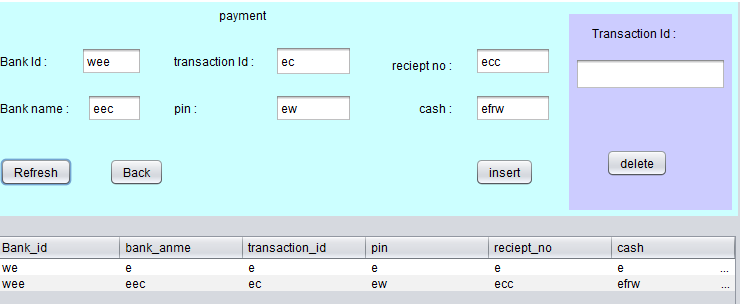 payment
Transaction Id :
Bank Id : wee transaction Id : ec reciept no : ecc
Bank name : eec pin : ew cash : efrw
Refresh Back insert delete
Bank_id bank_anme transaction_id pin reciept_no cash
we e e e e e ...
wee eec ec ew ecc efrw ...